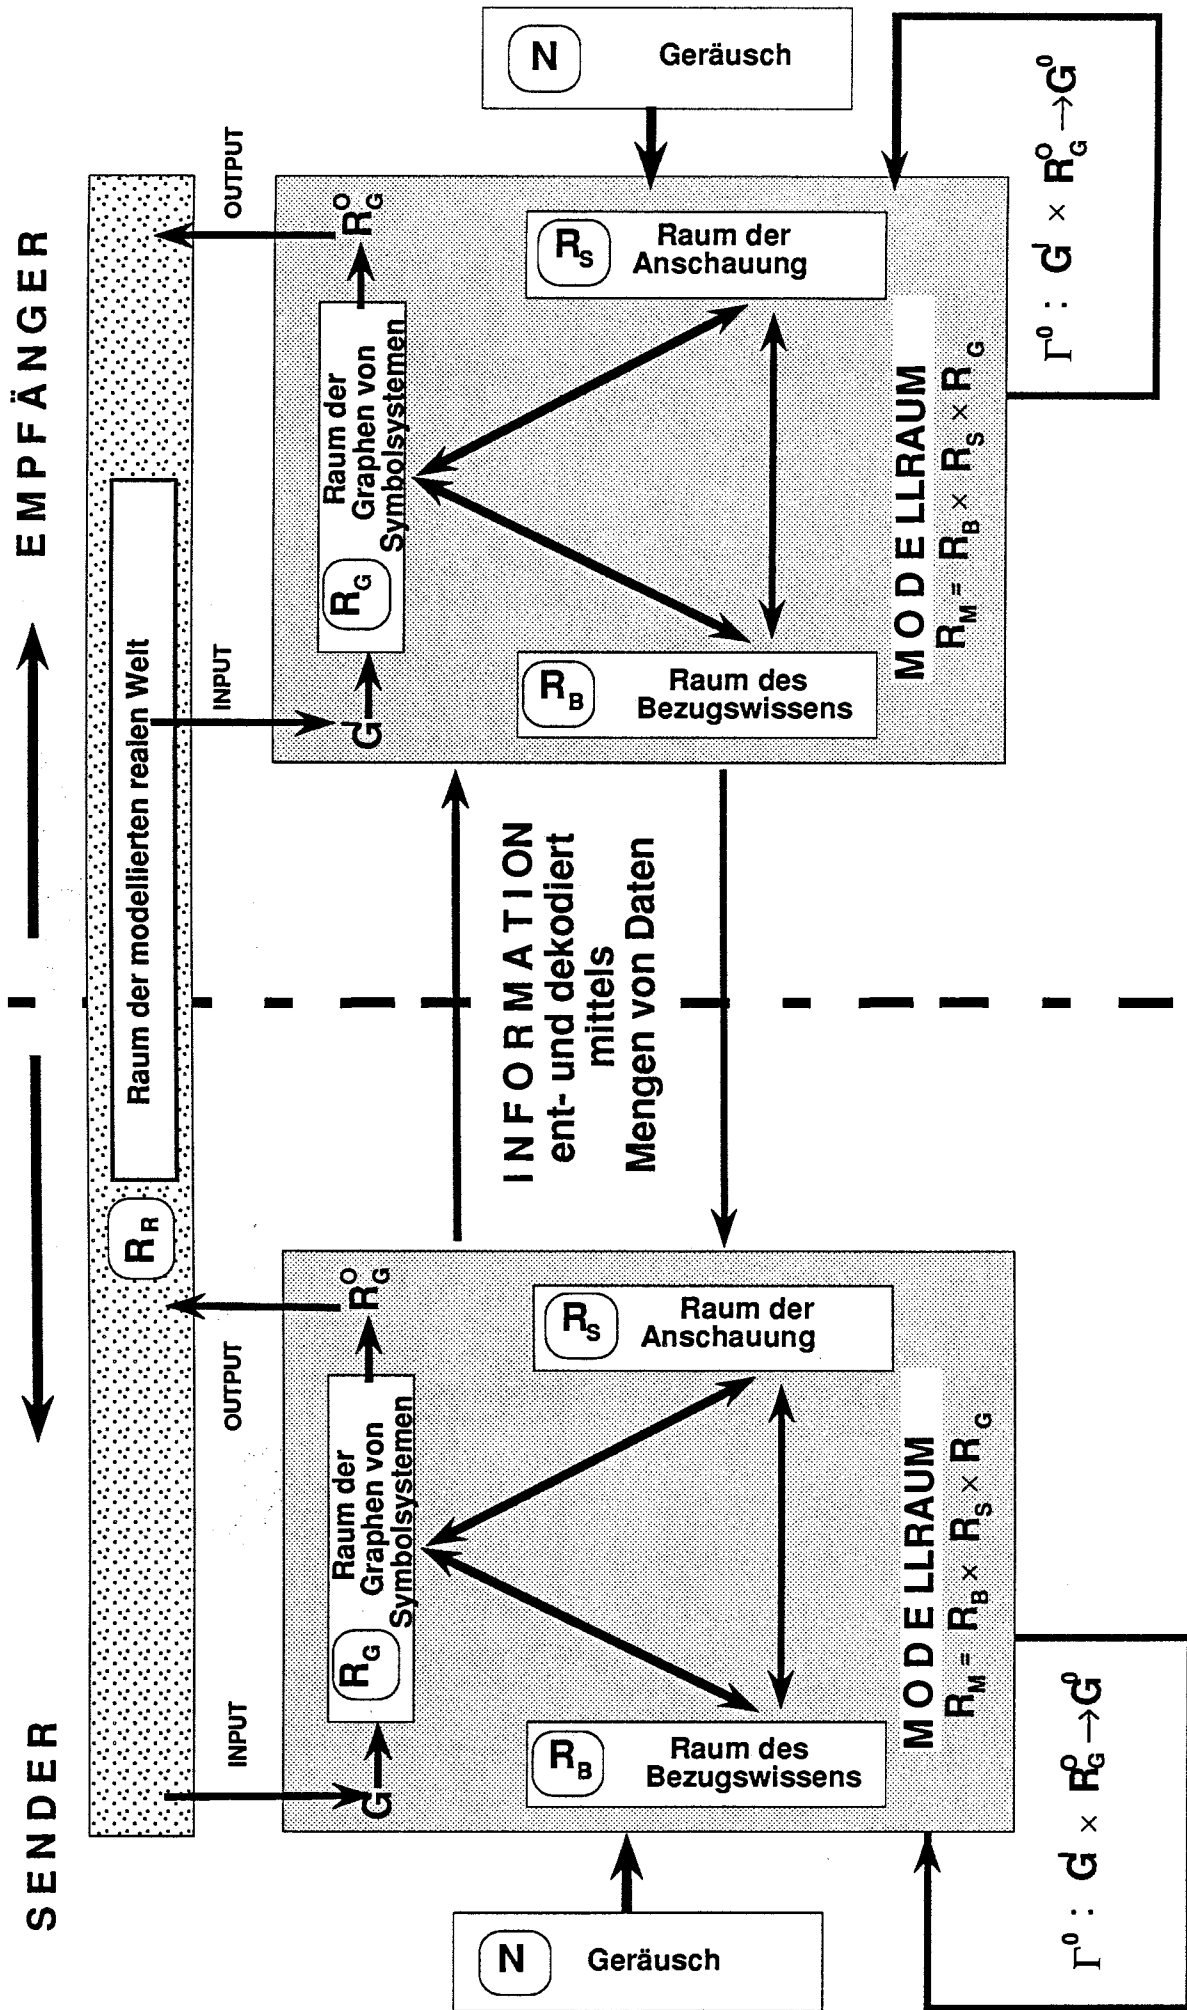 SENDER
EMPFÄNGER
R_R
Raum der modellierten realen Welt
INPUT
OUTPUT
INPUT
OUTPUT
G^I
R_G
Raum der
Graphen von
Symbolsystemen
R_G^O
R_B
Raum des
Bezugswissens
R_S
Raum der
Anschauung
MODELLRAUM
R_M = R_B × R_S × R_G
N
Geräusch
Γ^0 : G^I × R_G^O → G^0
INFORMATION
ent- und dekodiert
mittels
Mengen von Daten
G^I
R_G
Raum der
Graphen von
Symbolsystemen
R_G^O
R_B
Raum des
Bezugswissens
R_S
Raum der
Anschauung
MODELLRAUM
R_M = R_B × R_S × R_G
N
Geräusch
Γ^0 : G^I × R_G^O → G^0